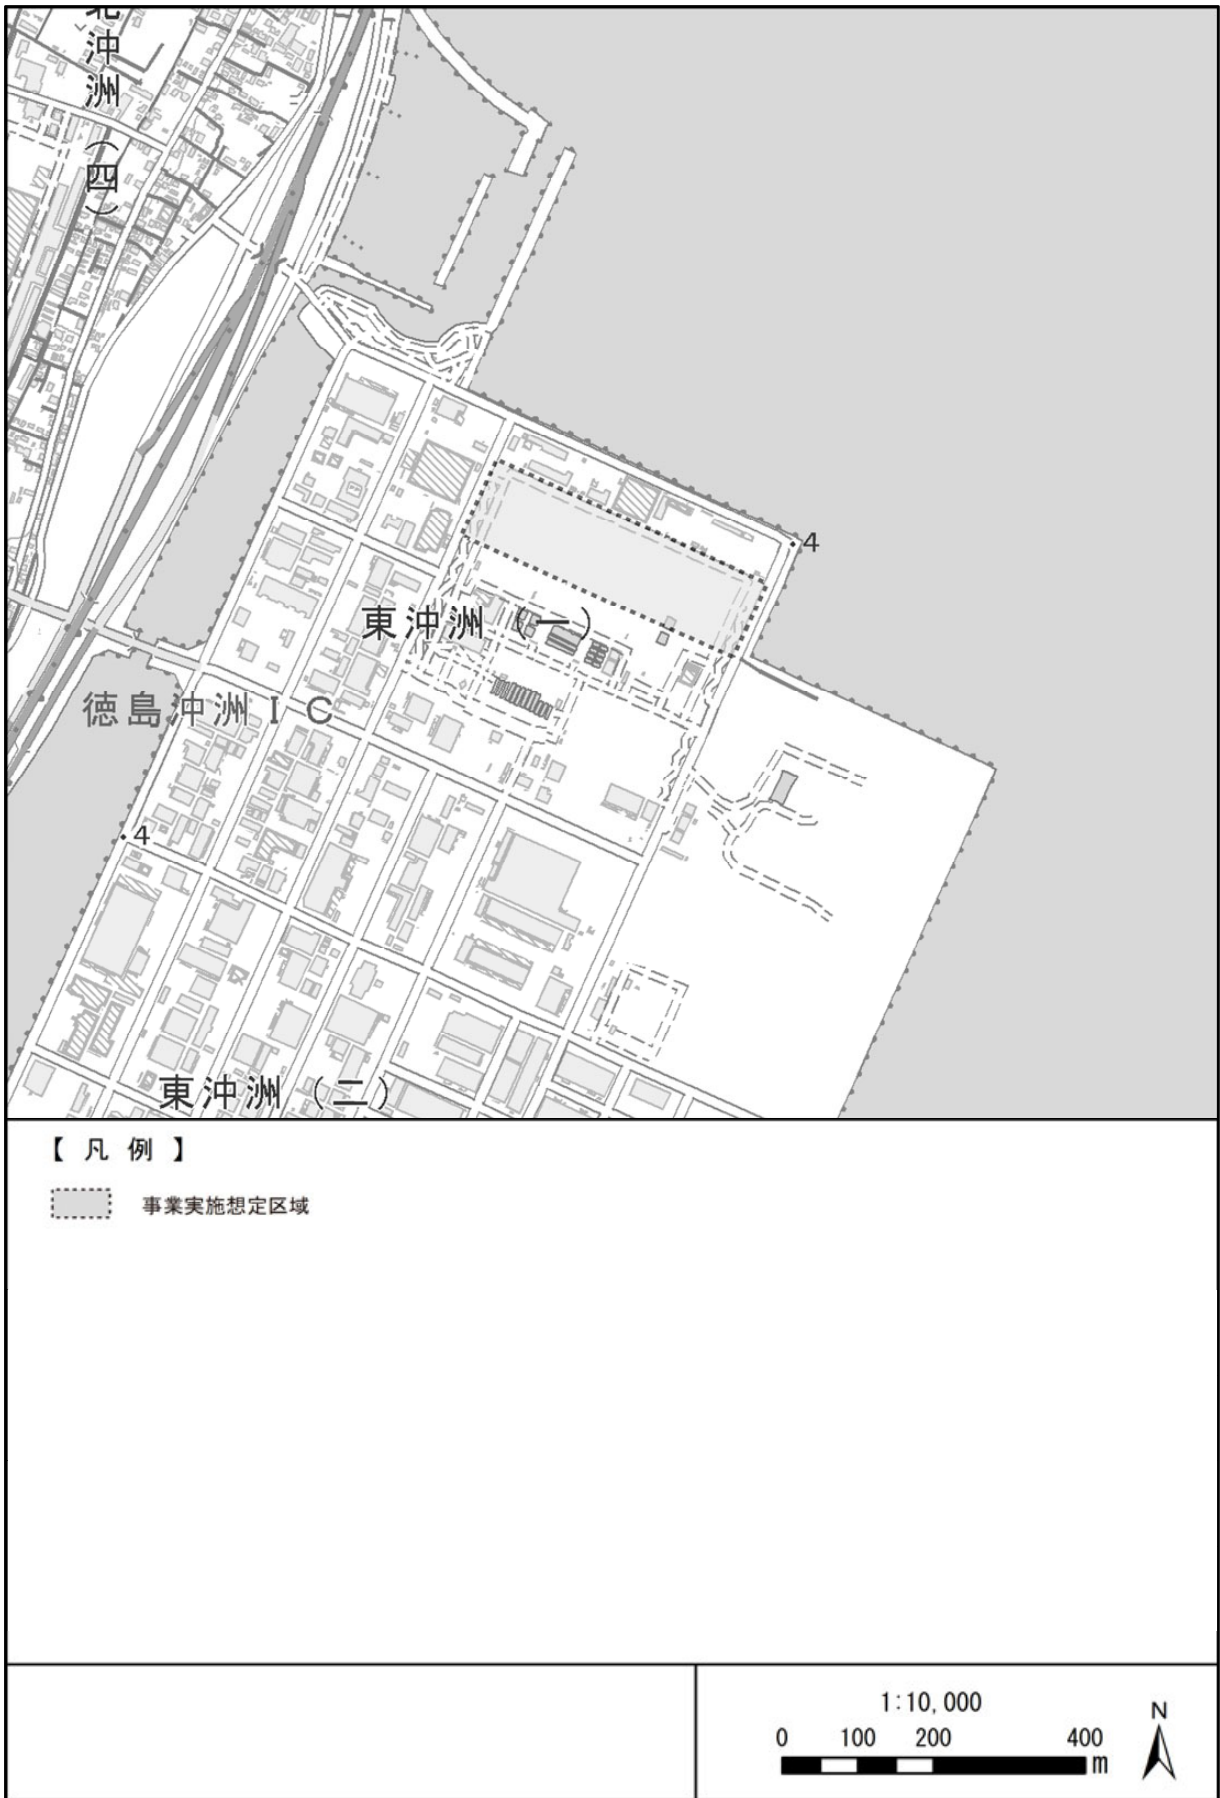 北沖洲（四）
4
東沖洲（一）
徳島沖洲ＩＣ
4
東沖洲（二）
【 凡 例 】
事業実施想定区域
1:10,000
0 100 200 400
m
N